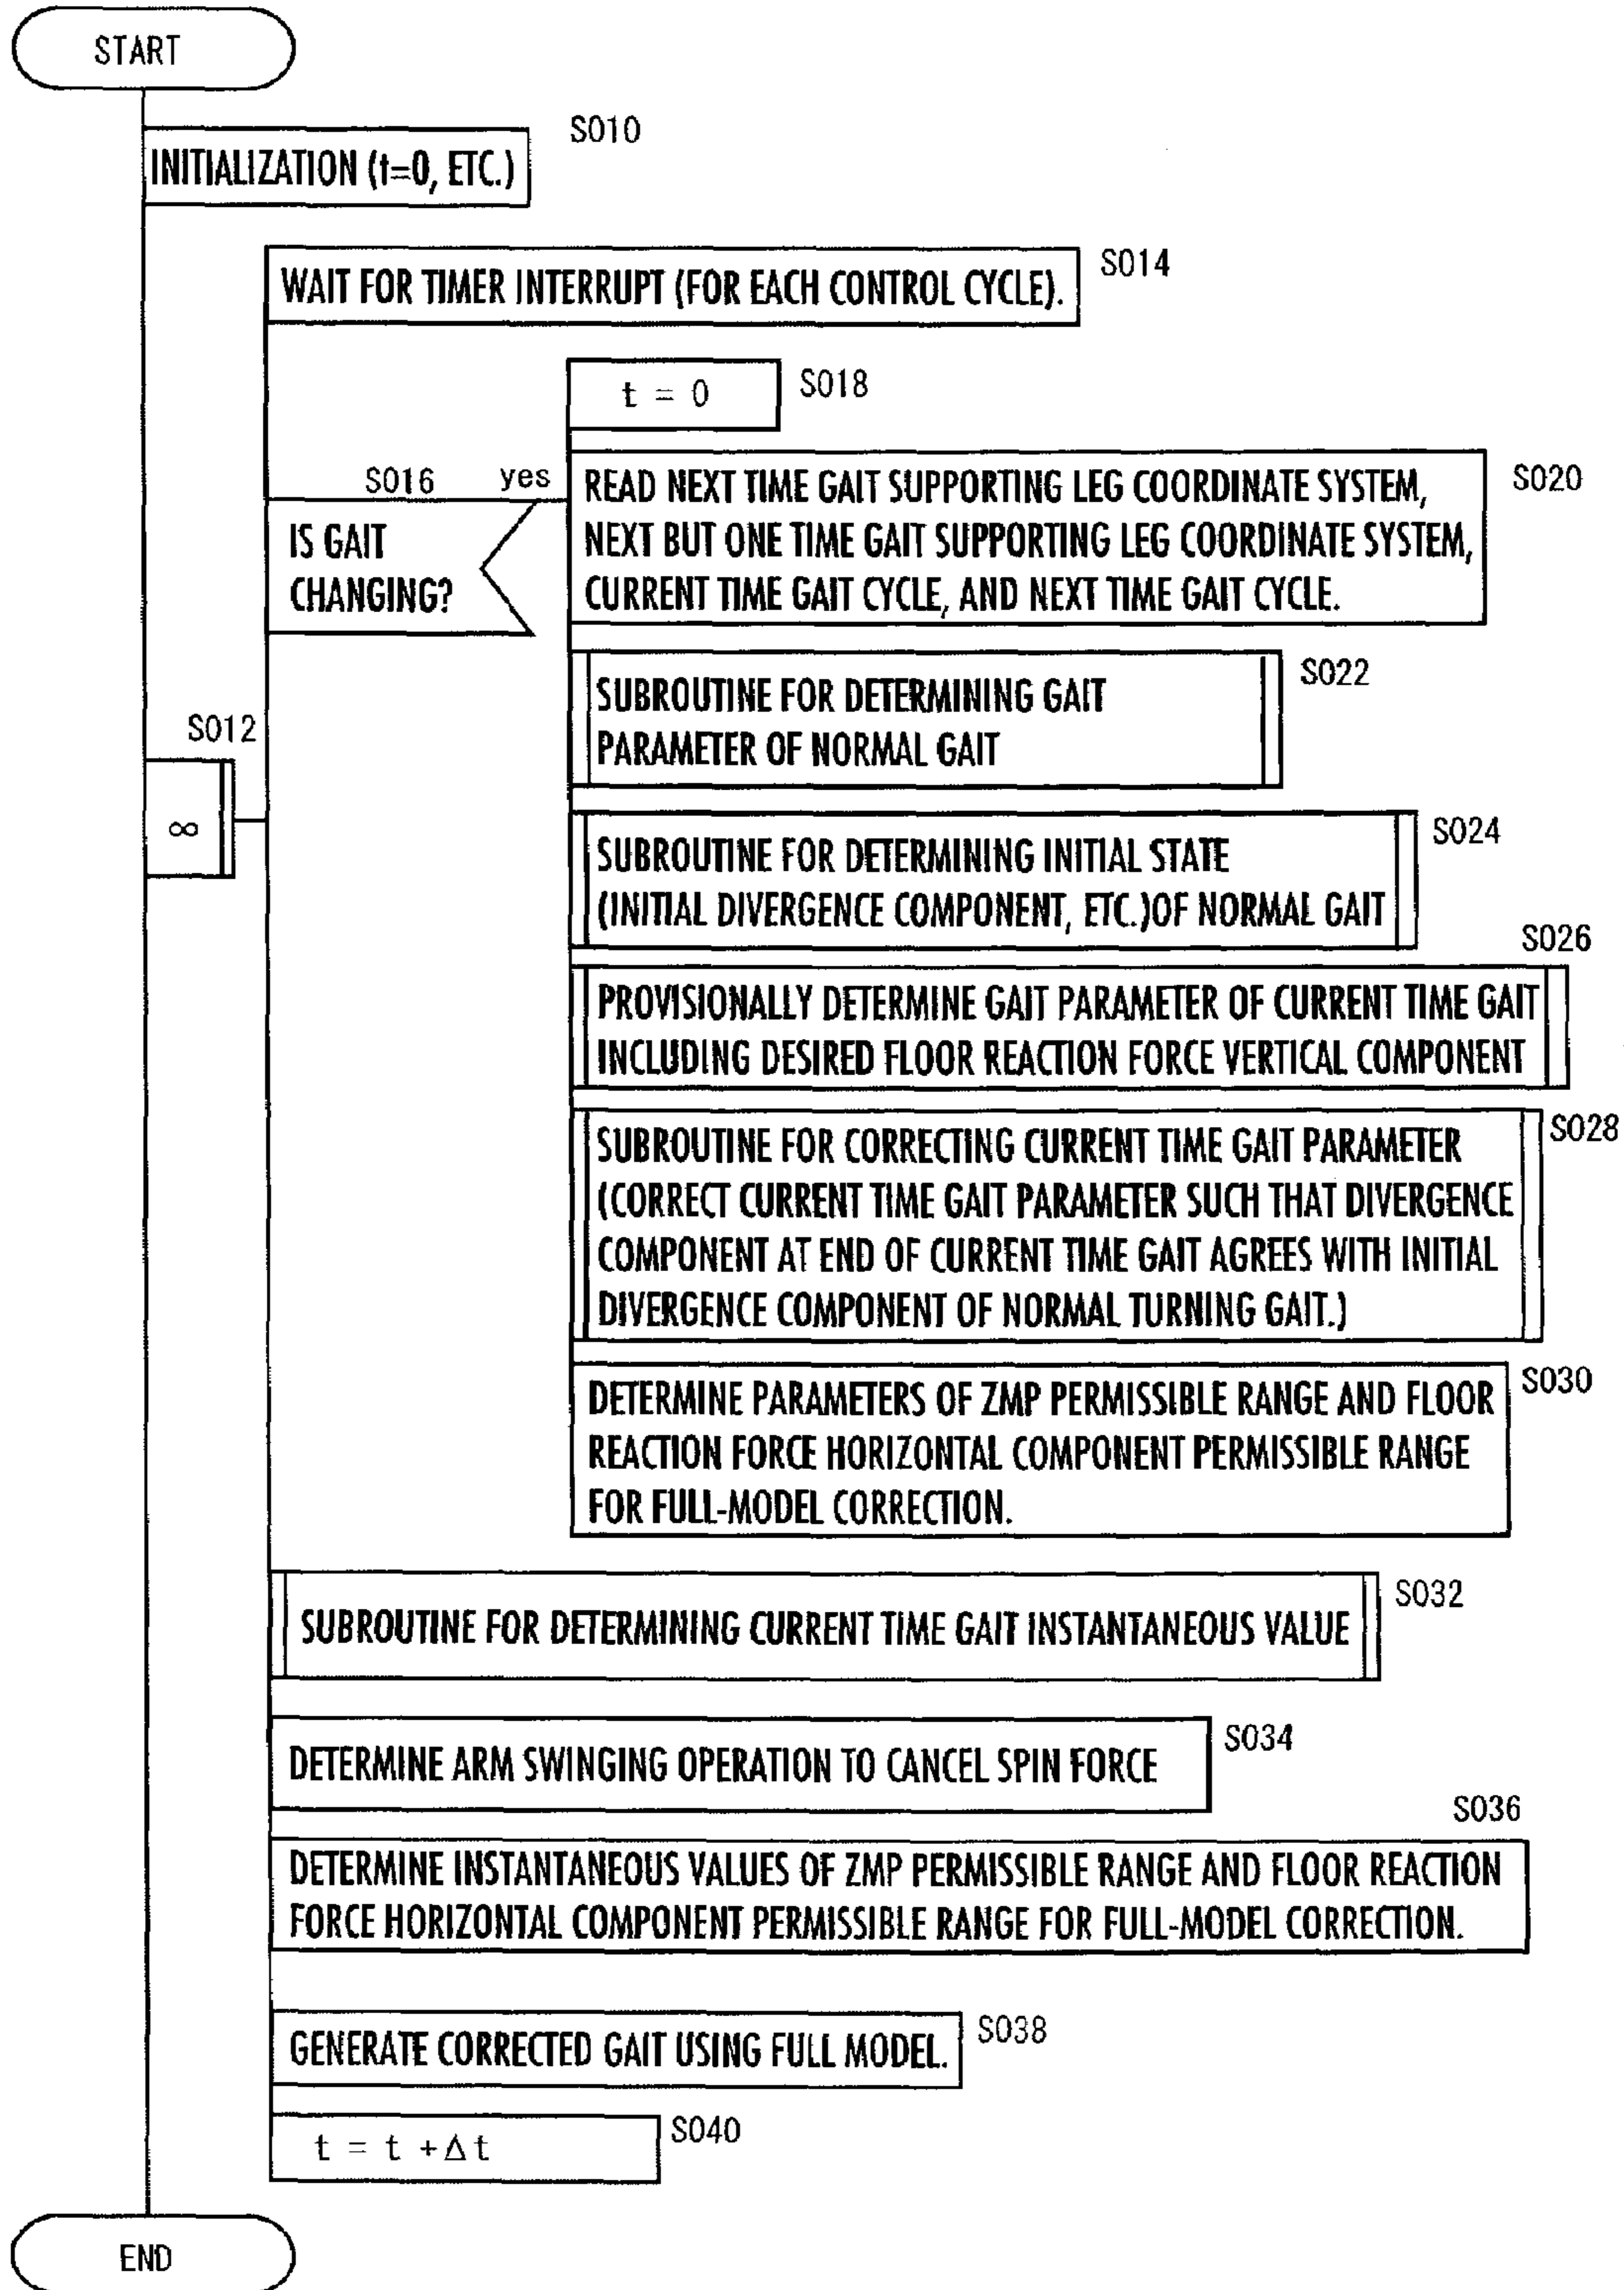 START
S010
INITIALIZATION (t=0, ETC.)
S014
WAIT FOR TIMER INTERRUPT (FOR EACH CONTROL CYCLE).
t = 0
S018
S016
yes
IS GAIT
CHANGING?
S020
READ NEXT TIME GAIT SUPPORTING LEG COORDINATE SYSTEM,
NEXT BUT ONE TIME GAIT SUPPORTING LEG COORDINATE SYSTEM,
CURRENT TIME GAIT CYCLE, AND NEXT TIME GAIT CYCLE.
S022
SUBROUTINE FOR DETERMINING GAIT
PARAMETER OF NORMAL GAIT
S012
∞
S024
SUBROUTINE FOR DETERMINING INITIAL STATE
(INITIAL DIVERGENCE COMPONENT, ETC.)OF NORMAL GAIT
S026
PROVISIONALLY DETERMINE GAIT PARAMETER OF CURRENT TIME GAIT
INCLUDING DESIRED FLOOR REACTION FORCE VERTICAL COMPONENT
S028
SUBROUTINE FOR CORRECTING CURRENT TIME GAIT PARAMETER
(CORRECT CURRENT TIME GAIT PARAMETER SUCH THAT DIVERGENCE
COMPONENT AT END OF CURRENT TIME GAIT AGREES WITH INITIAL
DIVERGENCE COMPONENT OF NORMAL TURNING GAIT.)
S030
DETERMINE PARAMETERS OF ZMP PERMISSIBLE RANGE AND FLOOR
REACTION FORCE HORIZONTAL COMPONENT PERMISSIBLE RANGE
FOR FULL-MODEL CORRECTION.
S032
SUBROUTINE FOR DETERMINING CURRENT TIME GAIT INSTANTANEOUS VALUE
S034
DETERMINE ARM SWINGING OPERATION TO CANCEL SPIN FORCE
S036
DETERMINE INSTANTANEOUS VALUES OF ZMP PERMISSIBLE RANGE AND FLOOR REACTION
FORCE HORIZONTAL COMPONENT PERMISSIBLE RANGE FOR FULL-MODEL CORRECTION.
S038
GENERATE CORRECTED GAIT USING FULL MODEL.
S040
t = t +Δt
END